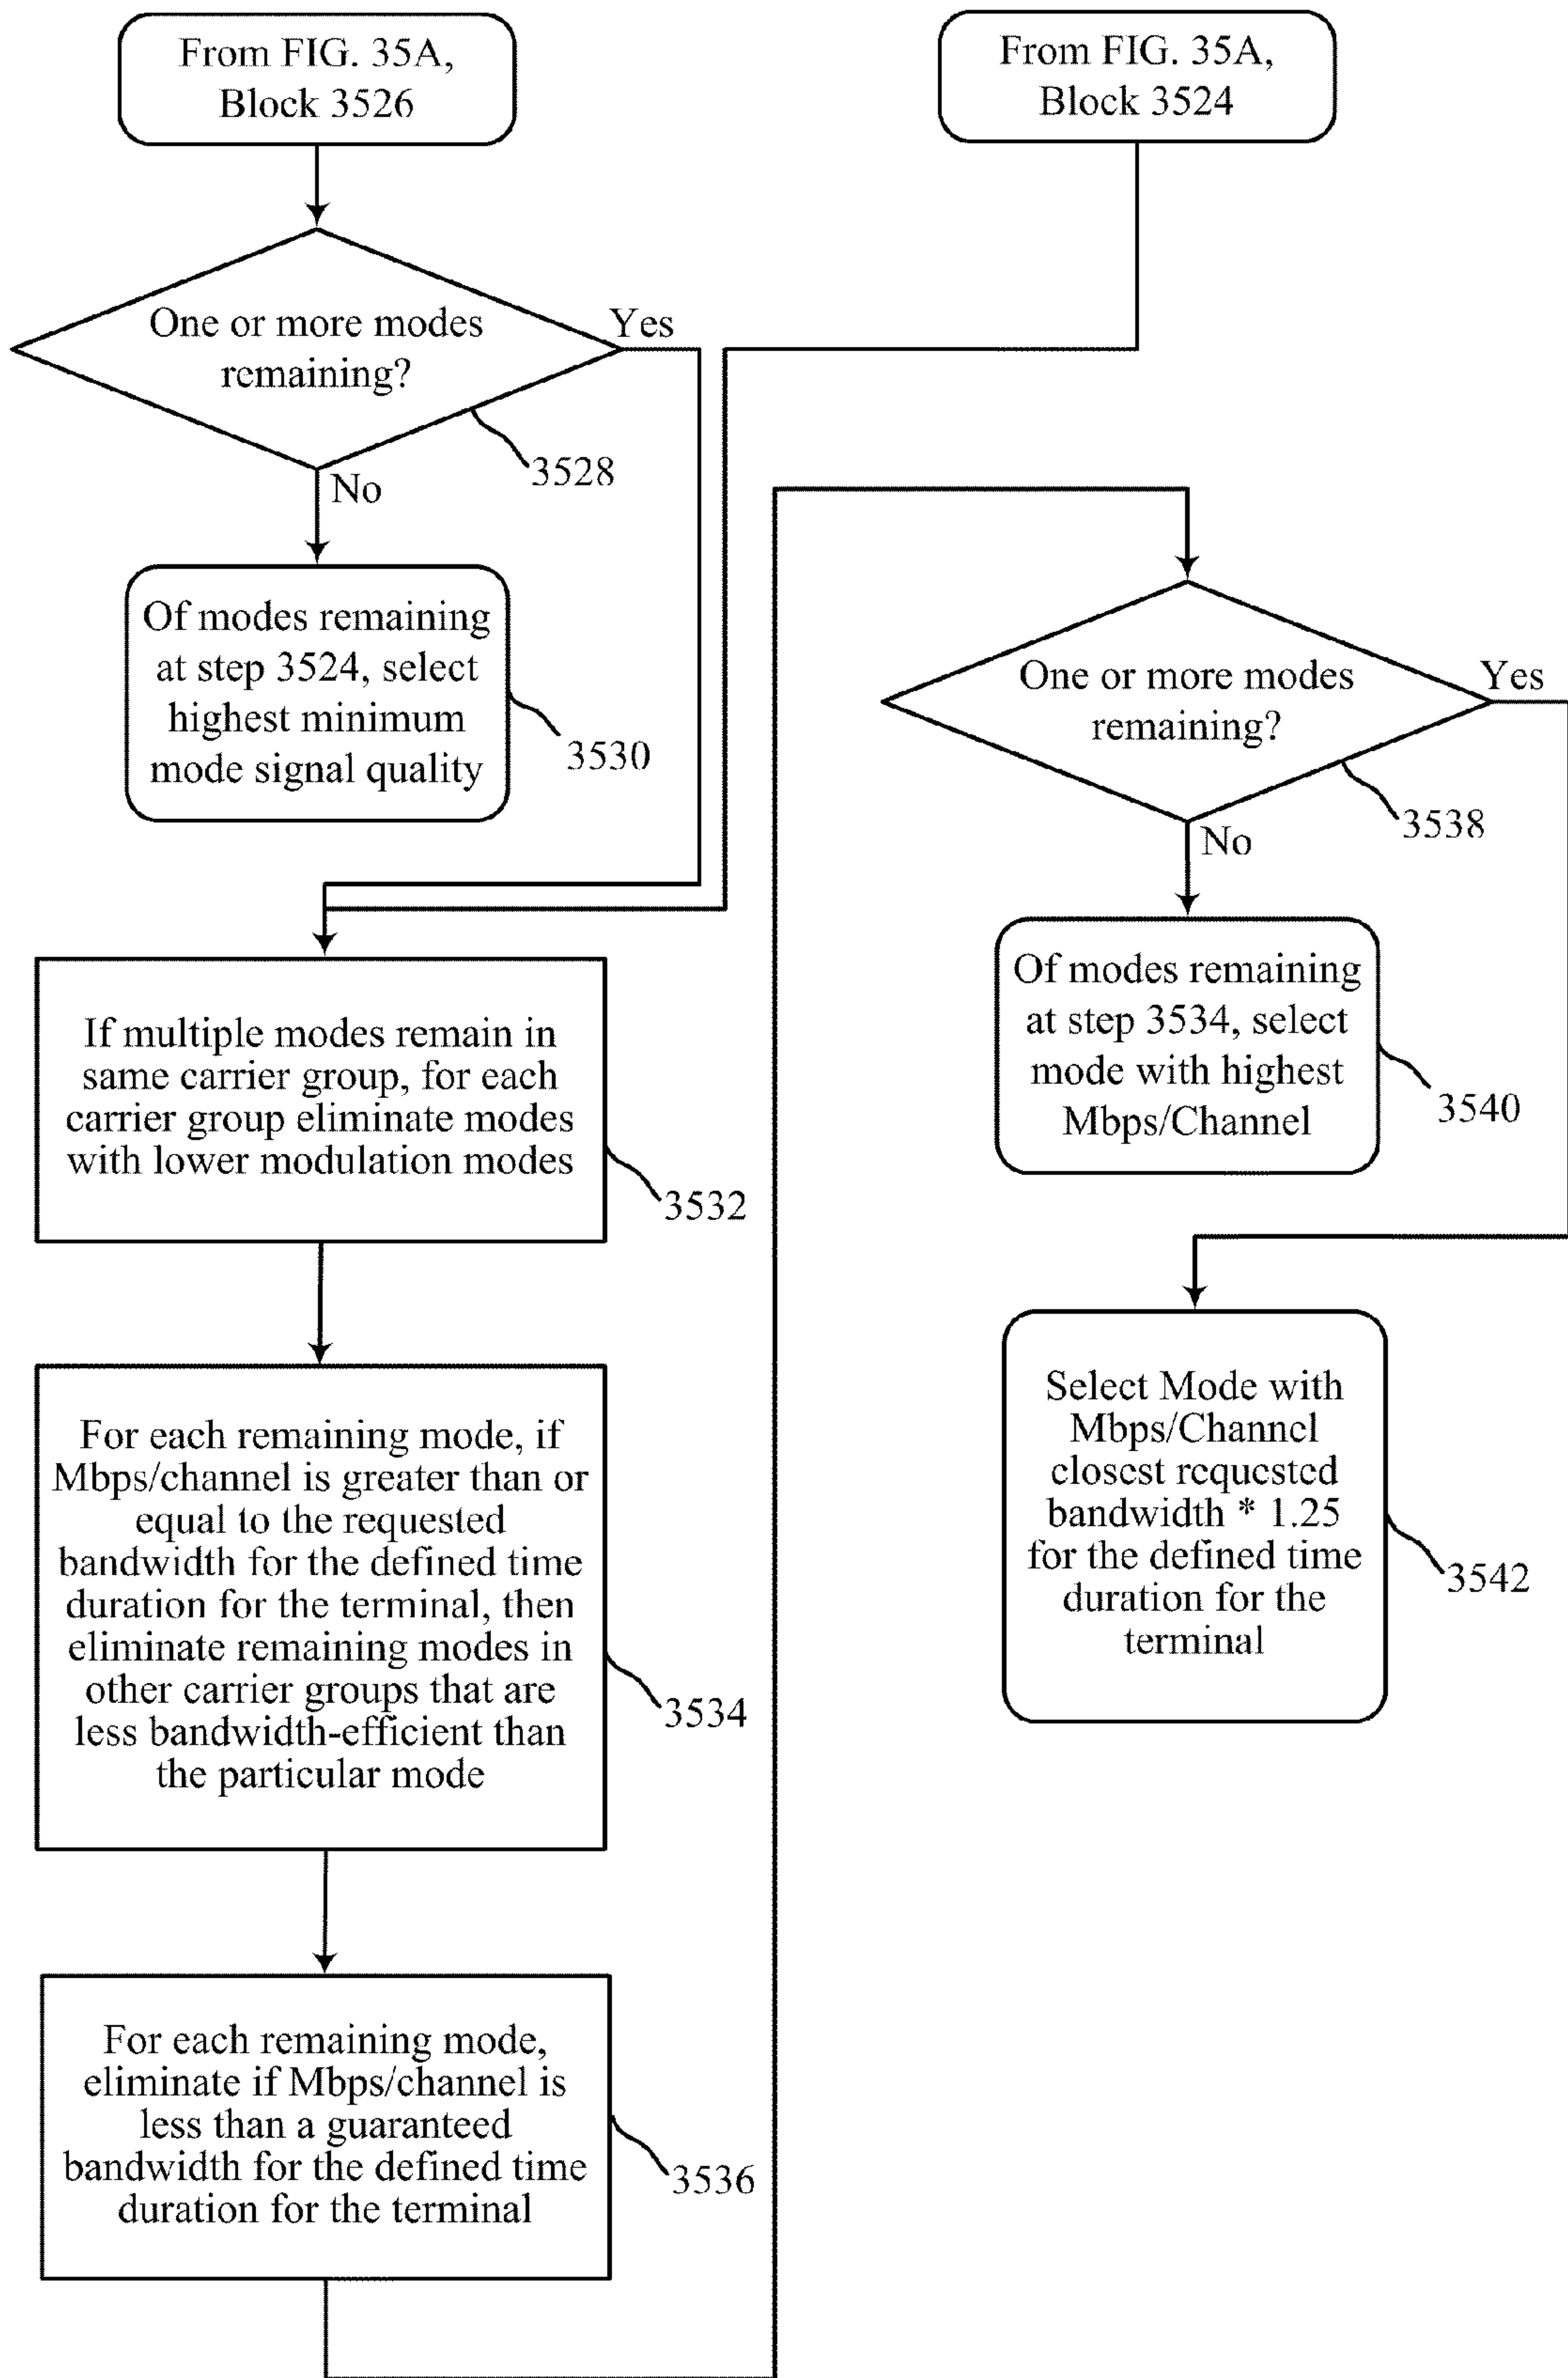 From FIG. 35A,
Block 3526
From FIG. 35A,
Block 3524
One or more modes
remaining?
Yes
3528
No
Of modes remaining
at step 3524, select
highest minimum
mode signal quality
3530
If multiple modes remain in
same carrier group, for each
carrier group eliminate modes
with lower modulation modes
3532
For each remaining mode, if
Mbps/channel is greater than or
equal to the requested
bandwidth for the defined time
duration for the terminal, then
eliminate remaining modes in
other carrier groups that are
less bandwidth-efficient than
the particular mode
3534
For each remaining mode,
eliminate if Mbps/channel is
less than a guaranteed
bandwidth for the defined time
duration for the terminal
3536
One or more modes
remaining?
Yes
3538
No
Of modes remaining
at step 3534, select
mode with highest
Mbps/Channel
3540
Select Mode with
Mbps/Channel
closest requested
bandwidth * 1.25
for the defined time
duration for the
terminal
3542